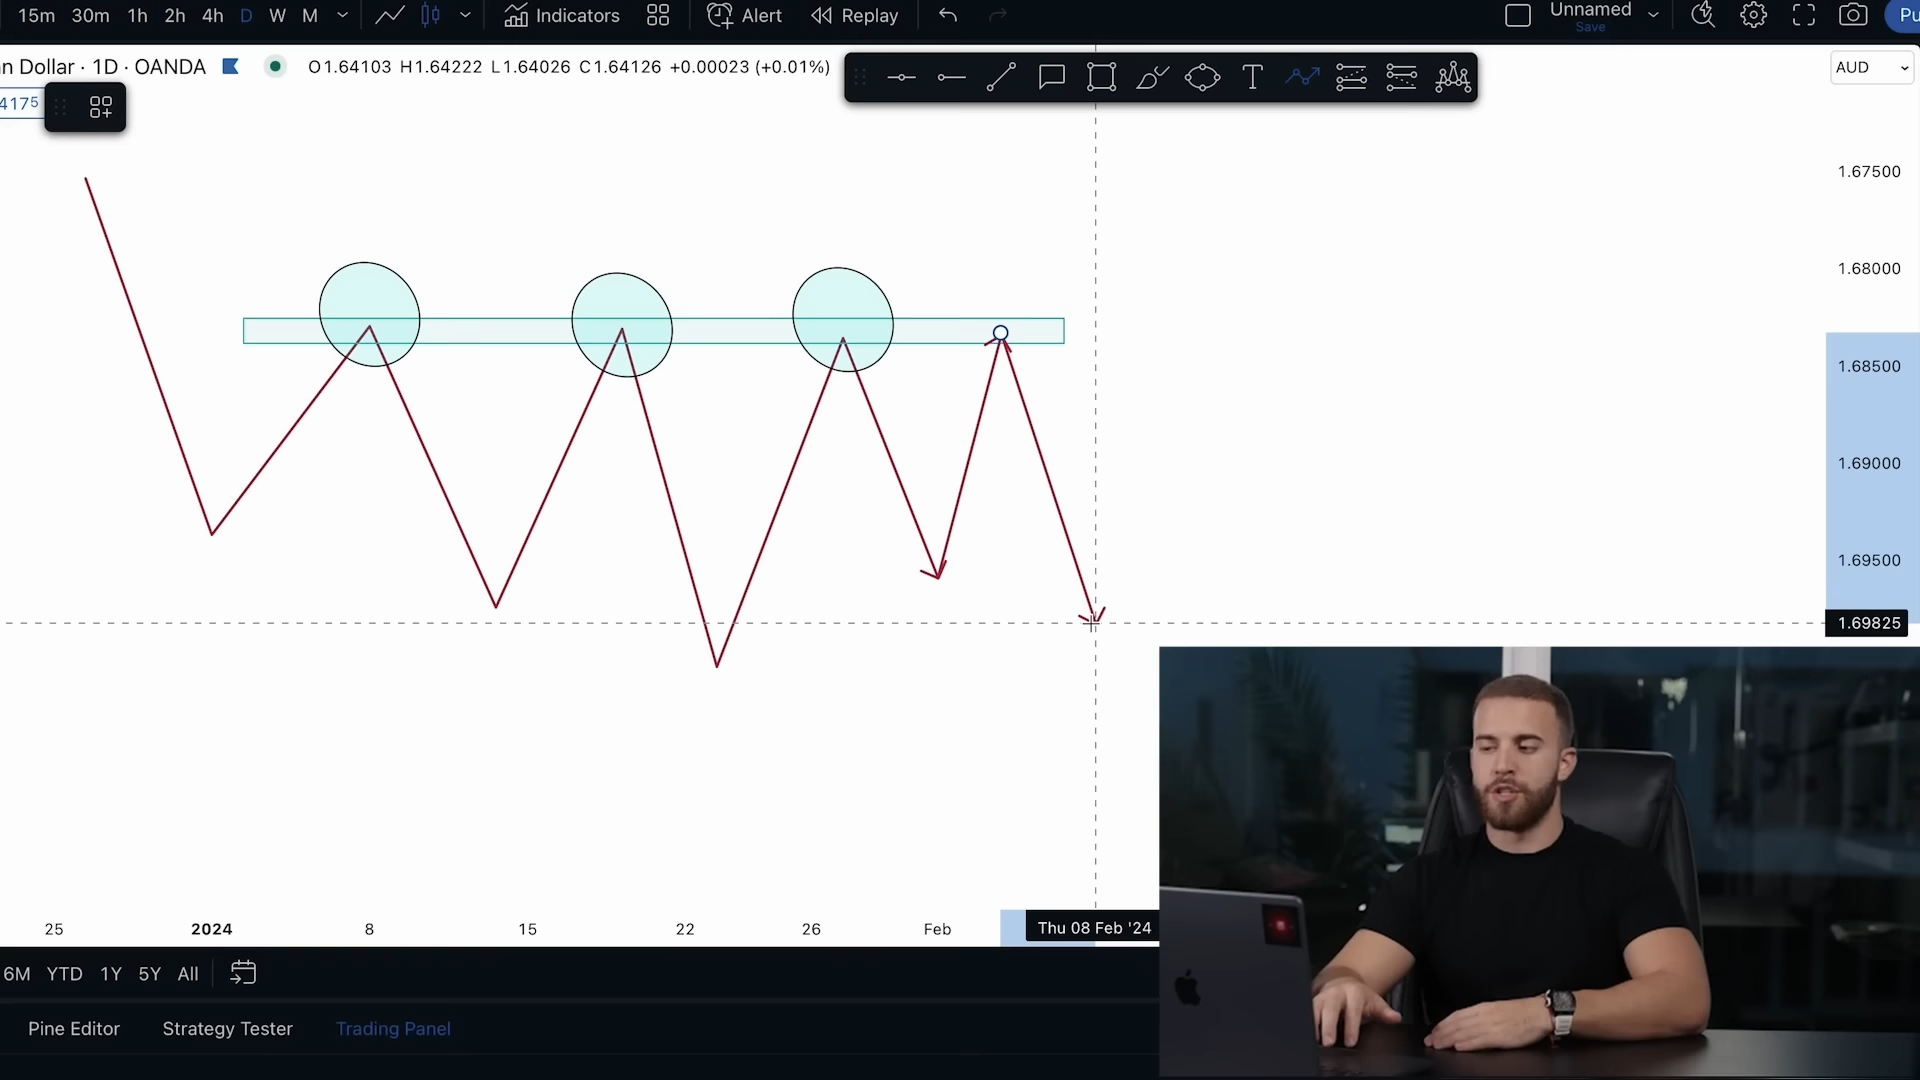 15m 30m 1h 2h 4h D W M Indicators Alert Replay Unnamed
Save
Pu
n Dollar · 1D · OANDA O1.64103 H1.64222 L1.64026 C1.64126 +0.00023 (+0.01%) AUD
4175
1.67500
1.68000
1.68500
1.69000
1.69500
1.69825
25 2024 8 15 22 26 Feb Thu 08 Feb '24
6M YTD 1Y 5Y All
Pine Editor Strategy Tester Trading Panel